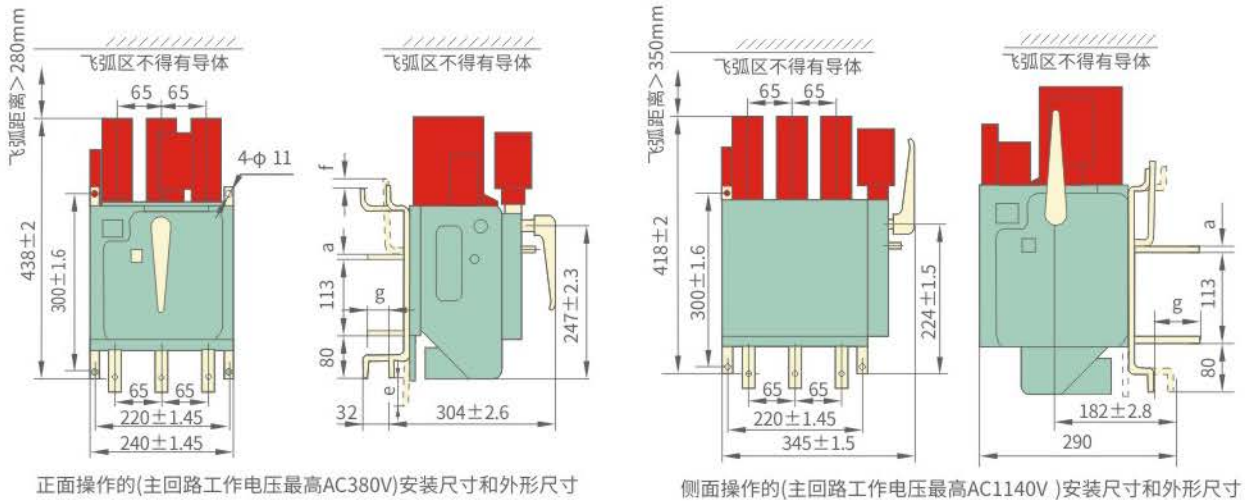 飞弧距离＞280mm
飞弧区不得有导体
65
65
4-φ 11
438±2
300±1.6
65
65
220±1.45
240±1.45
飞弧区不得有导体
f
a
g
113
80
e
32
304±2.6
247±2.3
正面操作的(主回路工作电压最高AC380V)安装尺寸和外形尺寸
飞弧距离＞350mm
飞弧区不得有导体
65
65
418±2
300±1.6
224±1.5
65
65
220±1.45
345±1.5
飞弧区不得有导体
a
g
113
80
182±2.8
290
侧面操作的(主回路工作电压最高AC1140V )安装尺寸和外形尺寸